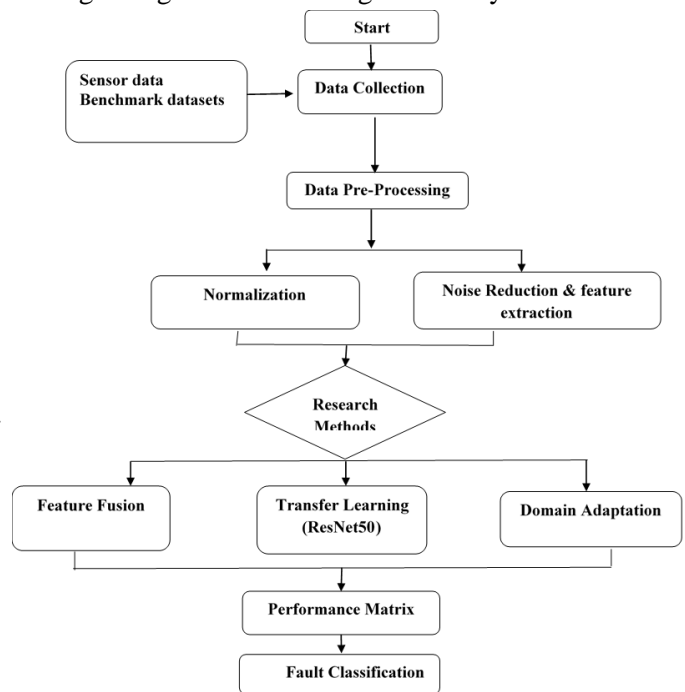 Start
Sensor data
Benchmark datasets
Data Collection
Data Pre-Processing
Normalization
Noise Reduction & feature
extraction
Research
Methods
Feature Fusion
Transfer Learning
(ResNet50)
Domain Adaptation
Performance Matrix
Fault Classification